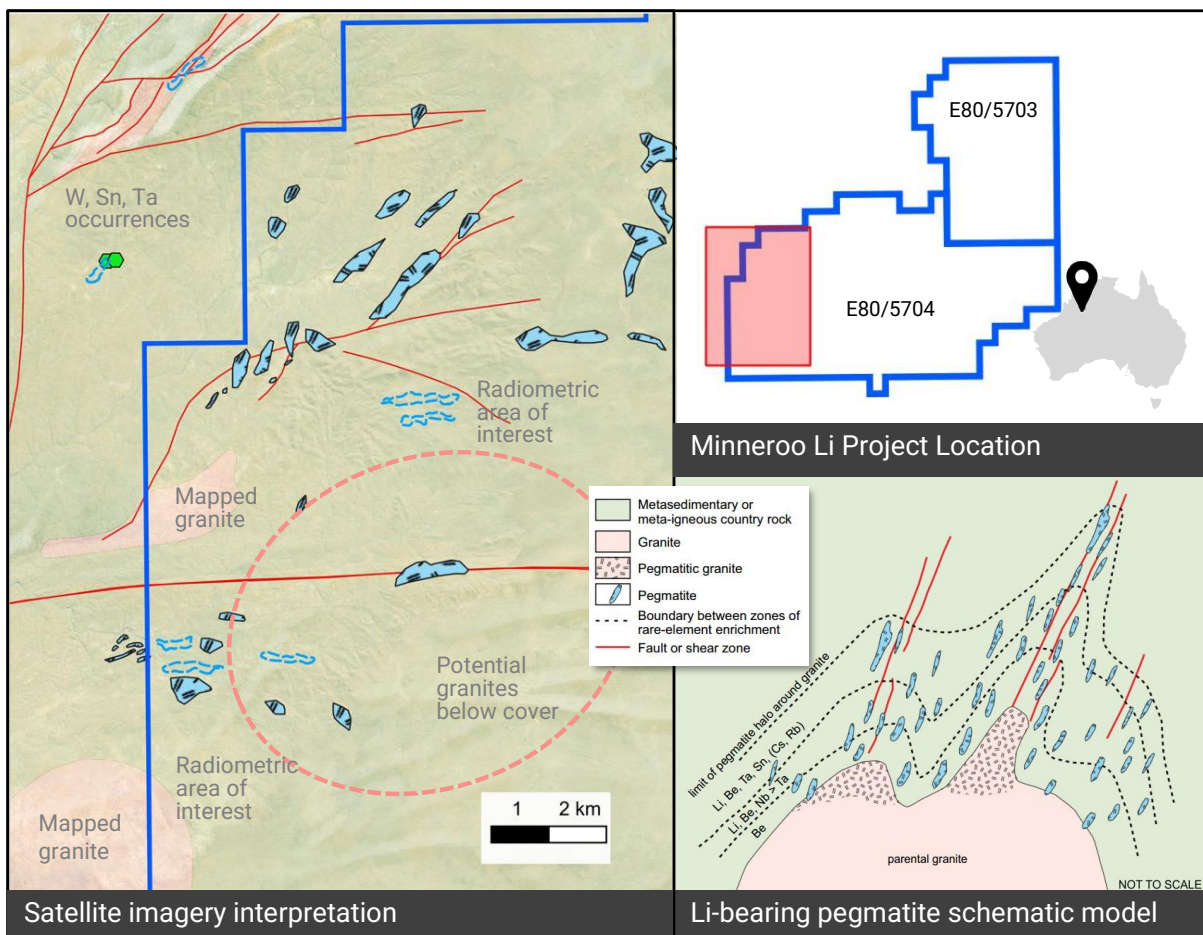 W, Sn, Ta
occurrences
Radiometric
area of
interest
Mapped
granite
Potential
granites
below cover
Radiometric
area of
interest
Mapped
granite
1 2 km
Satellite imagery interpretation
E80/5703
E80/5704
Minneroo Li Project Location
Metasedimentary or
meta-igneous country rock
Granite
Pegmatitic granite
Pegmatite
Boundary between zones of
rare-element enrichment
Fault or shear zone
limit of pegmatite halo around granite
Li, Be, Ta, Sn, (Cs, Rb)
Li, Be, Nb > Ta
Be
parental granite
NOT TO SCALE
Li-bearing pegmatite schematic model